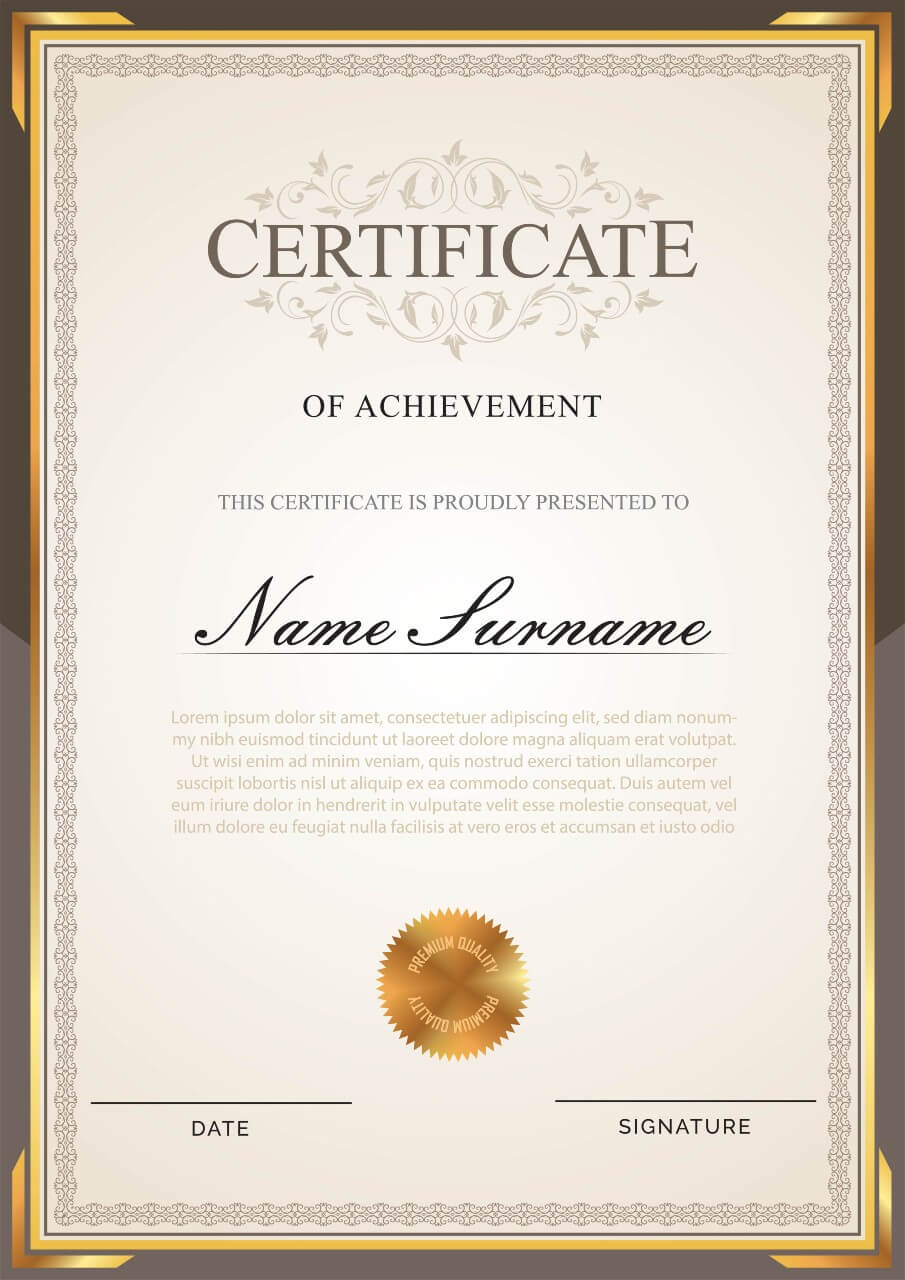 CERTIFICATE
OF ACHIEVEMENT
THIS CERTIFICATE IS PROUDLY PRESENTED TO
Name Surname
Lorem ipsum dolor sit amet, consectetuer adipiscing elit, sed diam nonum-
my nibh euismod tincidunt ut laoreet dolore magna aliquam erat volutpat.
Ut wisi enim ad minim veniam, quis nostrud exerci tation ullamcorper
suscipit lobortis nisl ut aliquip ex ea commodo consequat. Duis autem vel
eum iriure dolor in hendrerit in vulputate velit esse molestie consequat, vel
illum dolore eu feugiat nulla facilisis at vero eros et accumsan et iusto odio
PREMIUM QUALITY
PREMIUM QUALITY
DATE
SIGNATURE